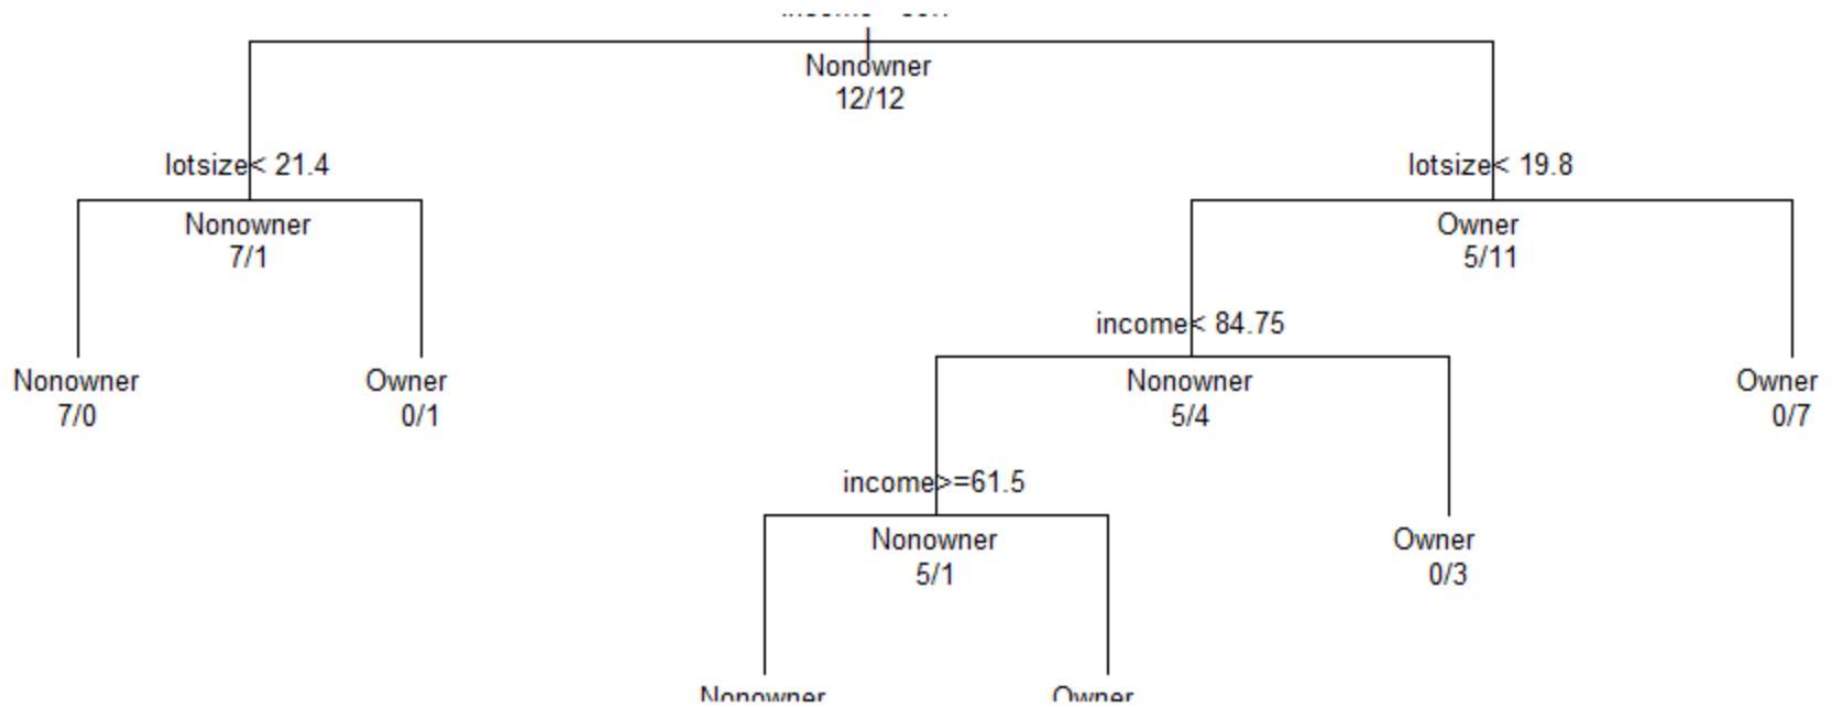 Nonowner
12/12
lotsize< 21.4
lotsize< 19.8
Nonowner
7/1
Owner
5/11
income< 84.75
Nonowner
7/0
Owner
0/1
Nonowner
5/4
Owner
0/7
income>=61.5
Nonowner
5/1
Owner
0/3
Nonowner
Owner